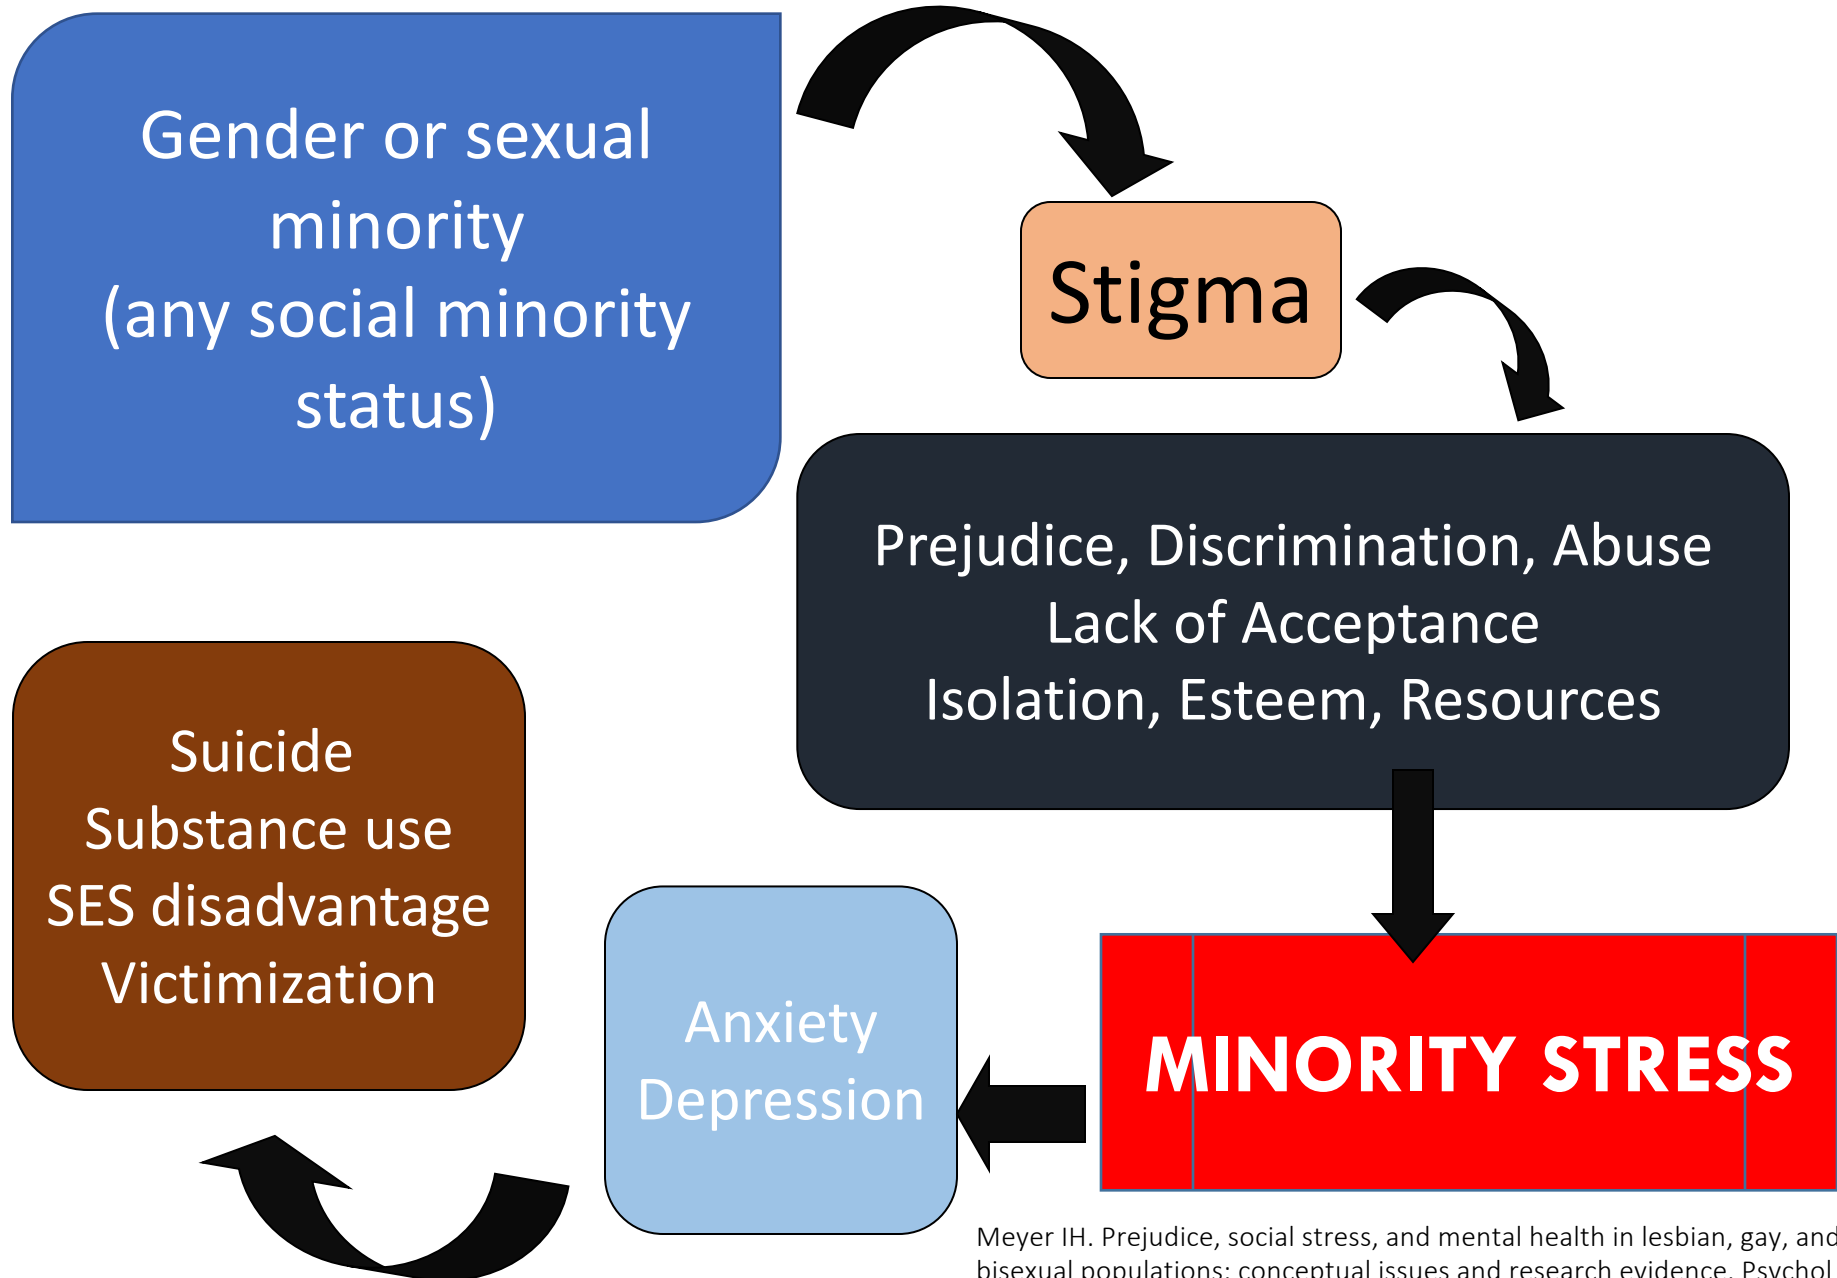 Gender or sexual
minority
(any social minority
status)
Stigma
Prejudice, Discrimination, Abuse
Lack of Acceptance
Isolation, Esteem, Resources
MINORITY STRESS
Anxiety
Depression
Suicide
Substance use
SES disadvantage
Victimization
Meyer IH. Prejudice, social stress, and mental health in lesbian, gay, and
bisexual populations: conceptual issues and research evidence. Psychol